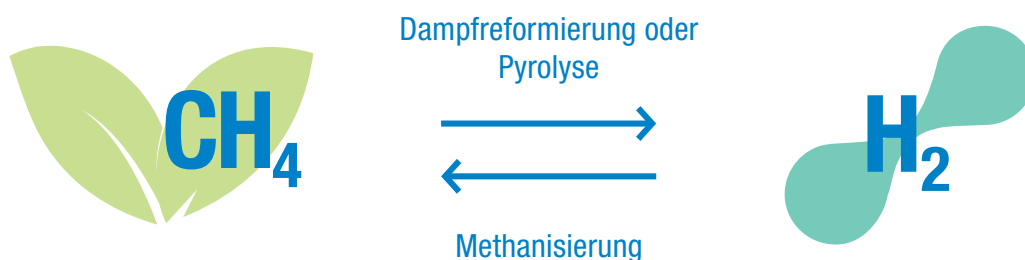 Dampfreformierung oder
Pyrolyse
CH₄
H₂
Methanisierung